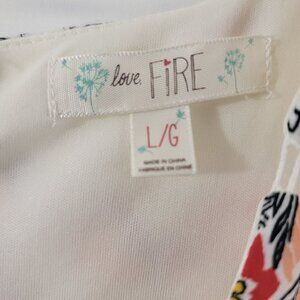 love, FiRE
L/G
MADE IN CHINA
FABRIQUÉ EN CHINE